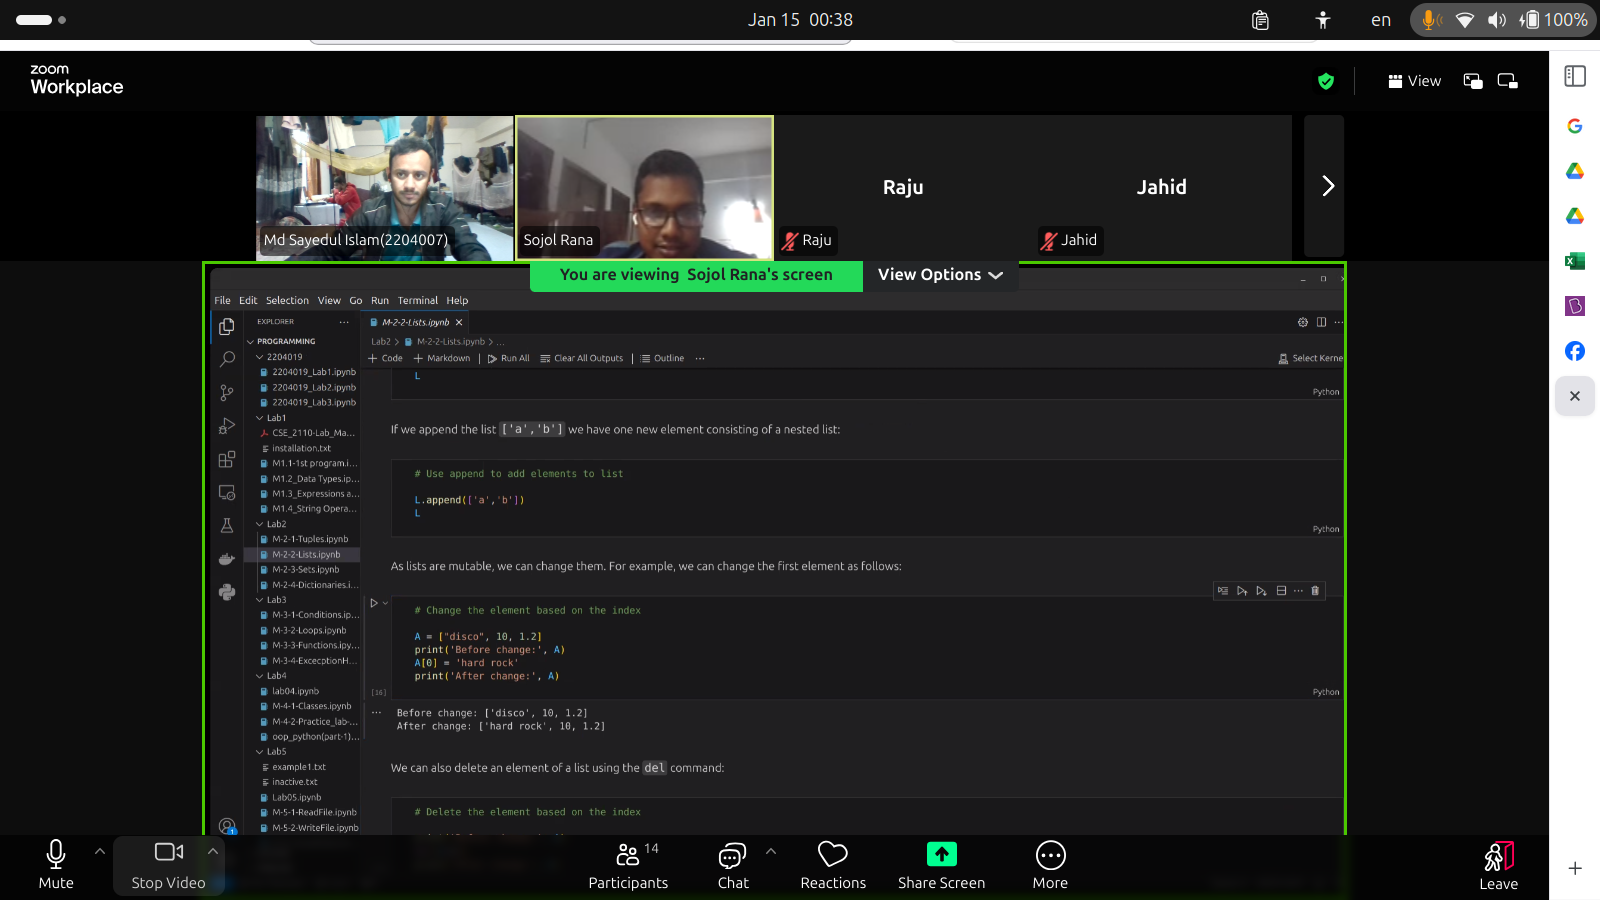 Jan 15 00:38
en
100%
zoom
Workplace
View
Md Sayedul Islam(2204007)
Sojol Rana
Raju
Raju
Jahid
Jahid
You are viewing Sojol Rana's screen
View Options
File Edit Selection View Go Run Terminal Help
EXPLORER
PROGRAMMING
2204019
2204019_Lab1.ipynb
2204019_Lab2.ipynb
2204019_Lab3.ipynb
Lab1
CSE_2110-Lab_Ma...
installation.txt
M1.1-1st program.i...
M1.2_Data Types.ip...
M1.3_Expressions a...
M1.4_String Opera...
Lab2
M-2-1-Tuples.ipynb
M-2-2-Lists.ipynb
M-2-3-Sets.ipynb
M-2-4-Dictionaries.i...
Lab3
M-3-1-Conditions.ip...
M-3-2-Loops.ipynb
M-3-3-Functions.ipy...
M-3-4-ExcecptionH...
Lab4
lab04.ipynb
M-4-1-Classes.ipynb
M-4-2-Practice_lab-...
oop_python(part-1)...
Lab5
example1.txt
inactive.txt
Lab05.ipynb
M-5-1-ReadFile.ipynb
M-5-2-WriteFile.ipynb
1
M-2-2-Lists.ipynb
Lab2 > M-2-2-Lists.ipynb > ...
+ Code + Markdown Run All Clear All Outputs Outline ...
Select Kerne
L
Python
If we append the list ['a','b'] we have one new element consisting of a nested list:
# Use append to add elements to list
L.append(['a','b'])
L
Python
As lists are mutable, we can change them. For example, we can change the first element as follows:
# Change the element based on the index
A = ["disco", 10, 1.2]
print('Before change:', A)
A[0] = 'hard rock'
print('After change:', A)
[16]
Python
Before change: ['disco', 10, 1.2]
After change: ['hard rock', 10, 1.2]
We can also delete an element of a list using the del command:
# Delete the element based on the index
Mute
Stop Video
14
Participants
Chat
Reactions
Share Screen
More
Leave